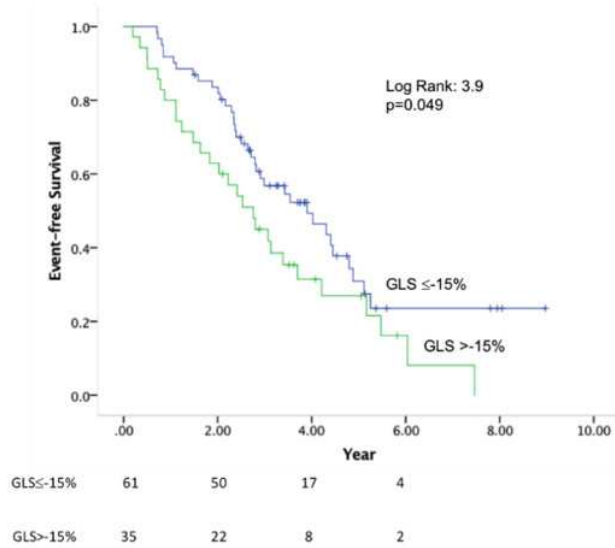 1.0
0.8
0.6
0.4
0.2
0.0
Event-free Survival
Log Rank: 3.9
p=0.049
GLS ≤-15%
GLS >-15%
.00 2.00 4.00 6.00 8.00 10.00
Year
GLS≤-15% 61 50 17 4
GLS>-15% 35 22 8 2